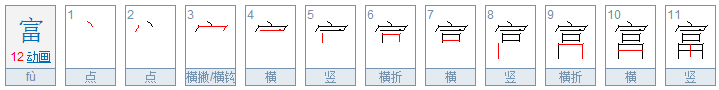 富 1 2 3 4 5 6 7 8 9 10 11
12 动画
fù 点 点 横撇/横钩 横 竖 横折 横 竖 横折 横 竖